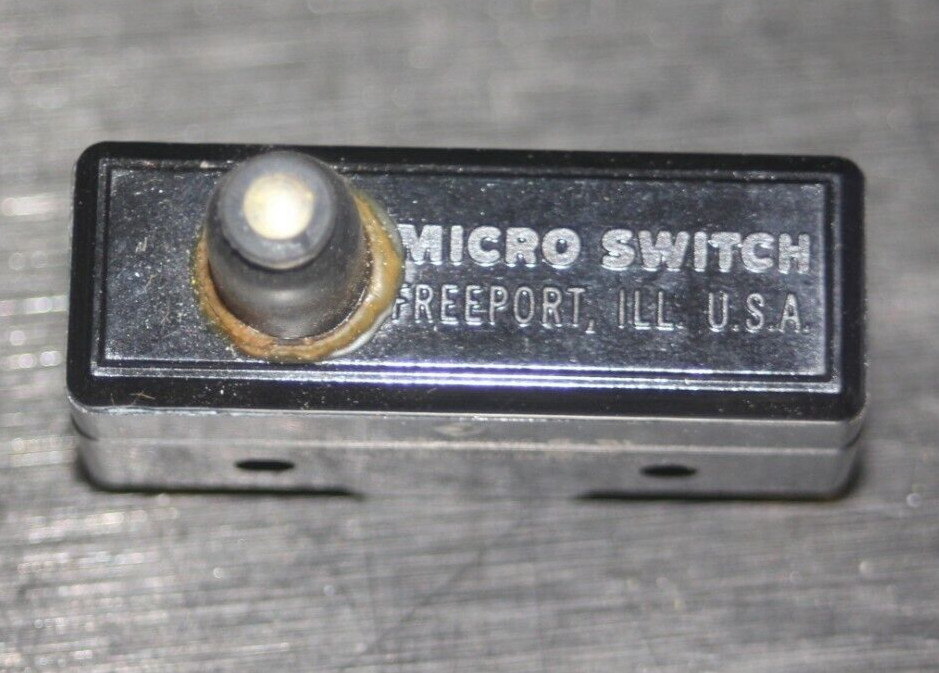 MICRO SWITCH
FREEPORT, ILL. U.S.A.